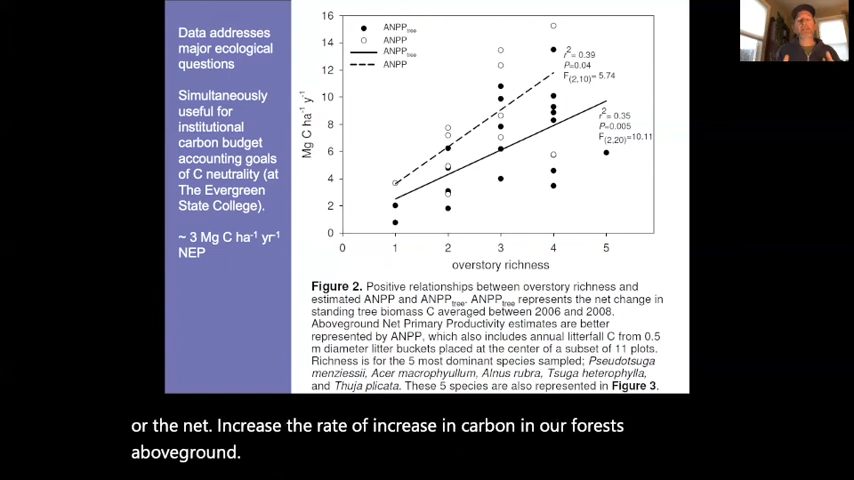 Data addresses
major ecological
questions
Simultaneously
useful for
institutional
carbon budget
accounting goals
of C neutrality (at
The Evergreen
State College).
~ 3 Mg C ha-1 yr-1
NEP
16
14
12
10
8
6
4
2
0
Mg C ha-1 y-1
ANPPtree
ANPP
ANPPtree
ANPP
r2 = 0.39
P=0.04
F(2,10)= 5.74
r2 = 0.35
P=0.005
F(2,20)=10.11
0 1 2 3 4 5
overstory richness
Figure 2. Positive relationships between overstory richness and
estimated ANPP and ANPPtree. ANPPtree represents the net change in
standing tree biomass C averaged between 2006 and 2008.
Aboveground Net Primary Productivity estimates are better
represented by ANPP, which also includes annual litterfall C from 0.5
m diameter litter buckets placed at the center of a subset of 11 plots.
Richness is for the 5 most dominant species sampled; Pseudotsuga
menziessii, Acer macrophyullum, Alnus rubra, Tsuga heterophylla,
and Thuja plicata. These 5 species are also represented in Figure 3.
or the net. Increase the rate of increase in carbon in our forests
aboveground.